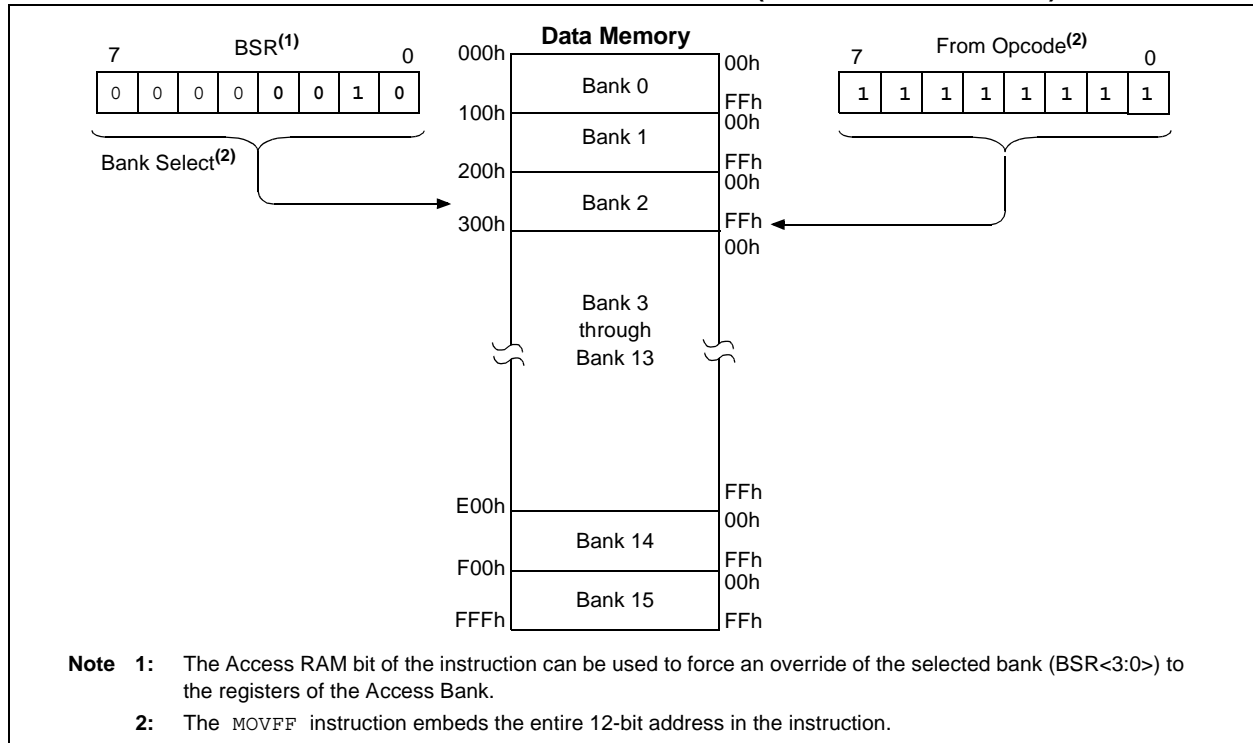 Data Memory
7 BSR(1) 0
0 0 0 0 0 0 1 0
Bank Select(2)
7 From Opcode(2) 0
1 1 1 1 1 1 1 1
000h 00h
Bank 0
FFh
100h 00h
Bank 1
FFh
200h 00h
Bank 2
300h FFh
00h
Bank 3
through
Bank 13
FFh
E00h 00h
Bank 14
FFh
F00h 00h
Bank 15
FFFh FFh
Note 1: The Access RAM bit of the instruction can be used to force an override of the selected bank (BSR<3:0>) to
the registers of the Access Bank.
2: The MOVFF instruction embeds the entire 12-bit address in the instruction.